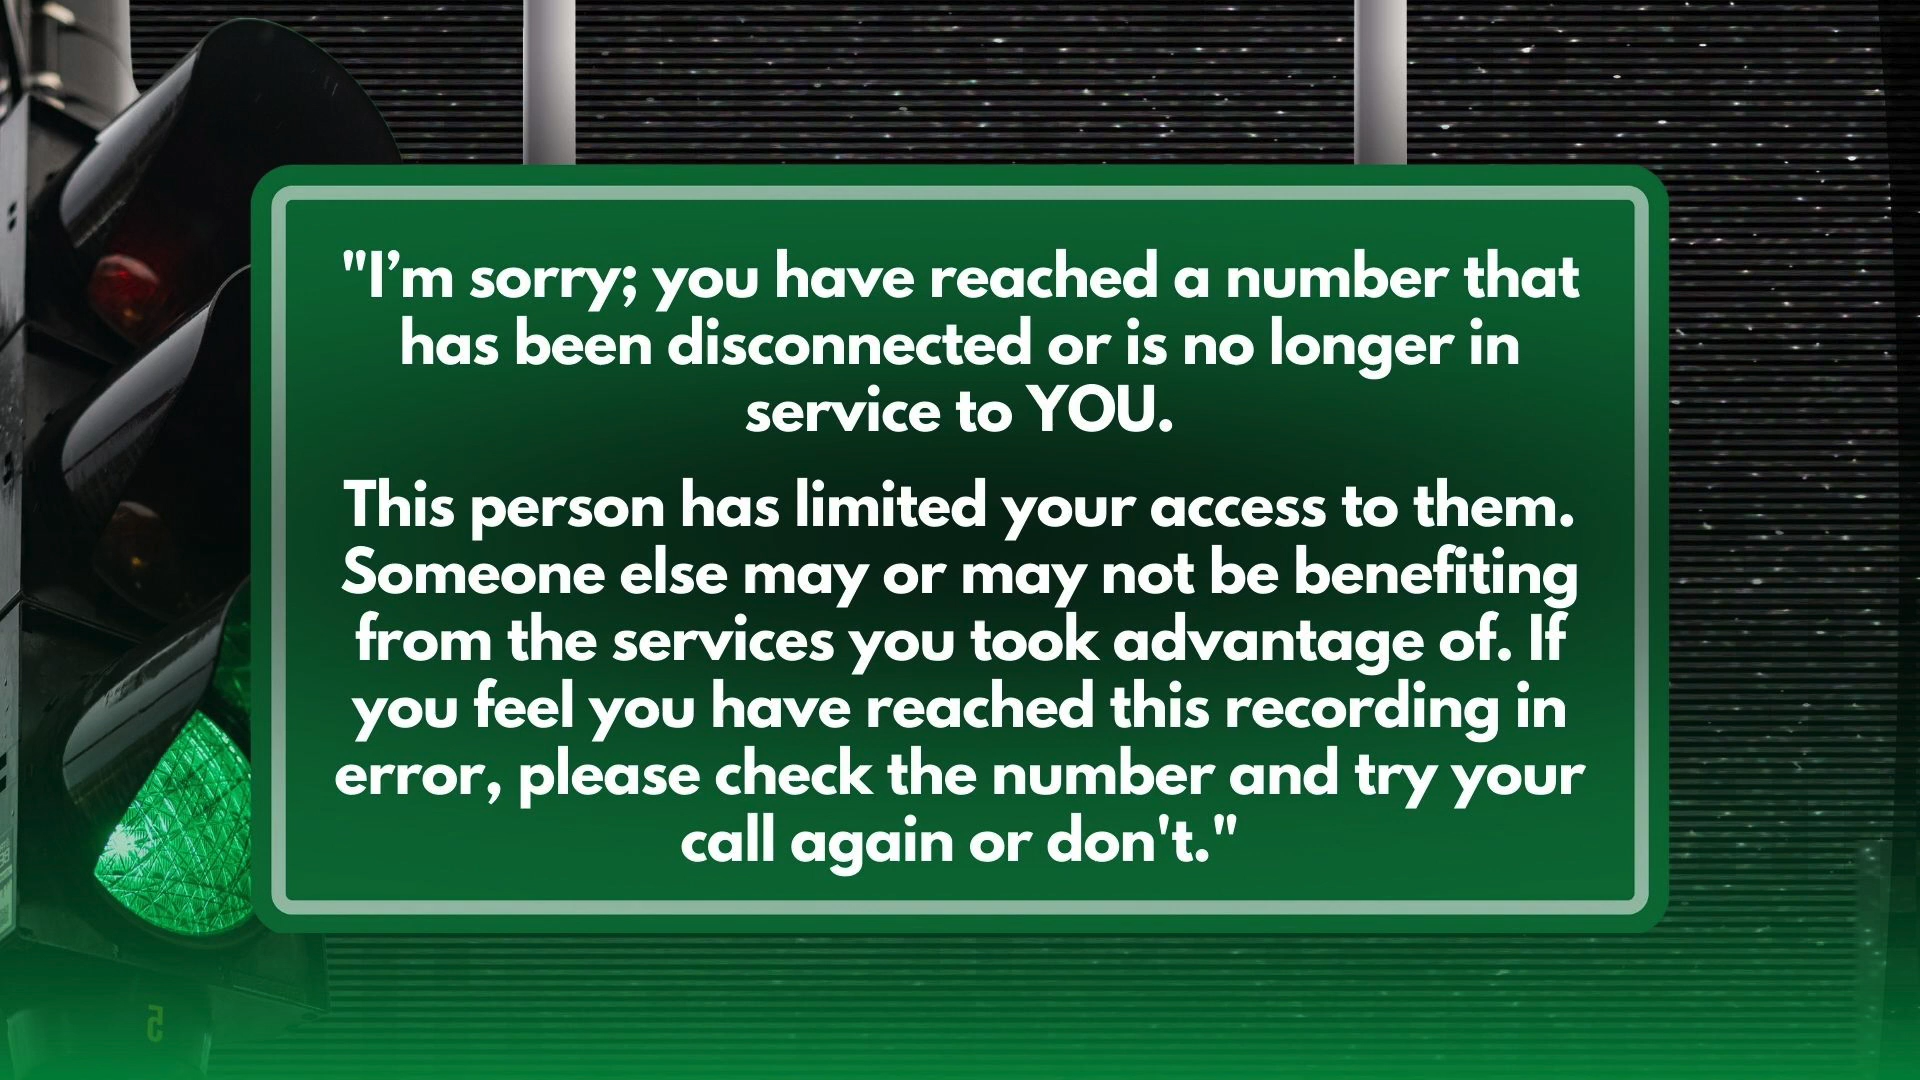 "I’m sorry; you have reached a number that
has been disconnected or is no longer in
service to YOU.
This person has limited your access to them.
Someone else may or may not be benefiting
from the services you took advantage of. If
you feel you have reached this recording in
error, please check the number and try your
call again or don't."